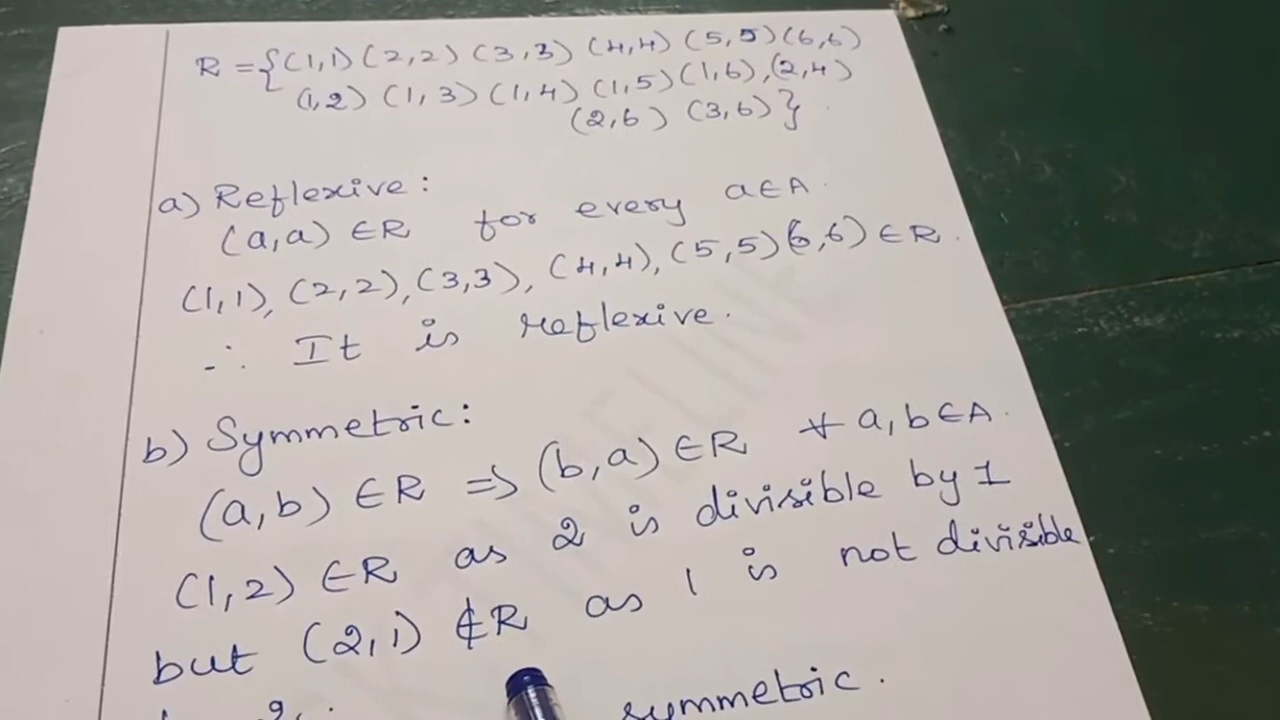 R = {(1,1) (2,2) (3,3) (4,4) (5,5) (6,6)
(1,2) (1,3) (1,4) (1,5) (1,6), (2,4)
(2,6) (3,6)}
a) Reflexive:
(a,a) ∈ R for every a ∈ A.
(1,1), (2,2), (3,3), (4,4), (5,5) (6,6) ∈ R.
∴ It is reflexive.
b) Symmetric:
(a,b) ∈ R => (b,a) ∈ R ∀ a,b ∈ A.
(1,2) ∈ R as 2 is divisible by 1
but (2,1) ∉ R as 1 is not divisible
symmetric.